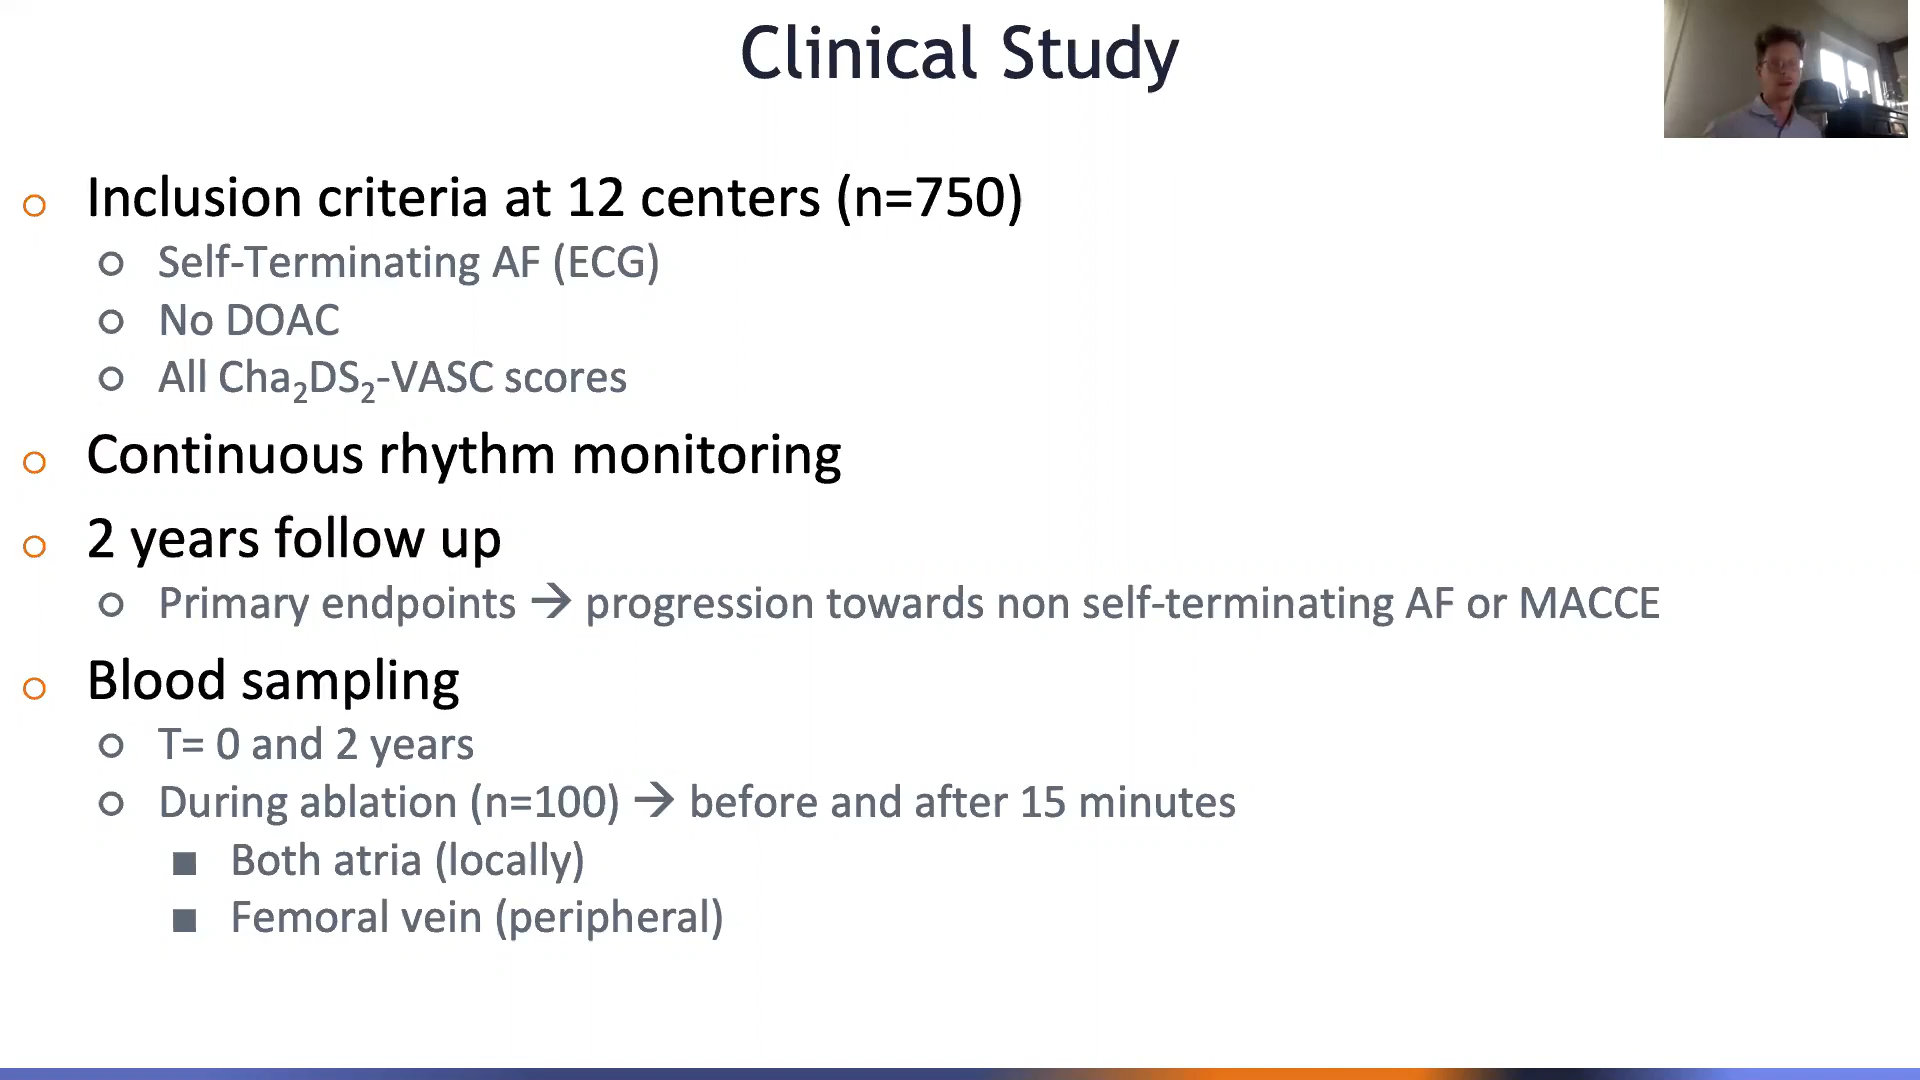 Clinical Study
Inclusion criteria at 12 centers (n=750)
Self-Terminating AF (ECG)
No DOAC
All Cha₂DS₂-VASC scores
Continuous rhythm monitoring
2 years follow up
Primary endpoints → progression towards non self-terminating AF or MACCE
Blood sampling
T= 0 and 2 years
During ablation (n=100) → before and after 15 minutes
Both atria (locally)
Femoral vein (peripheral)